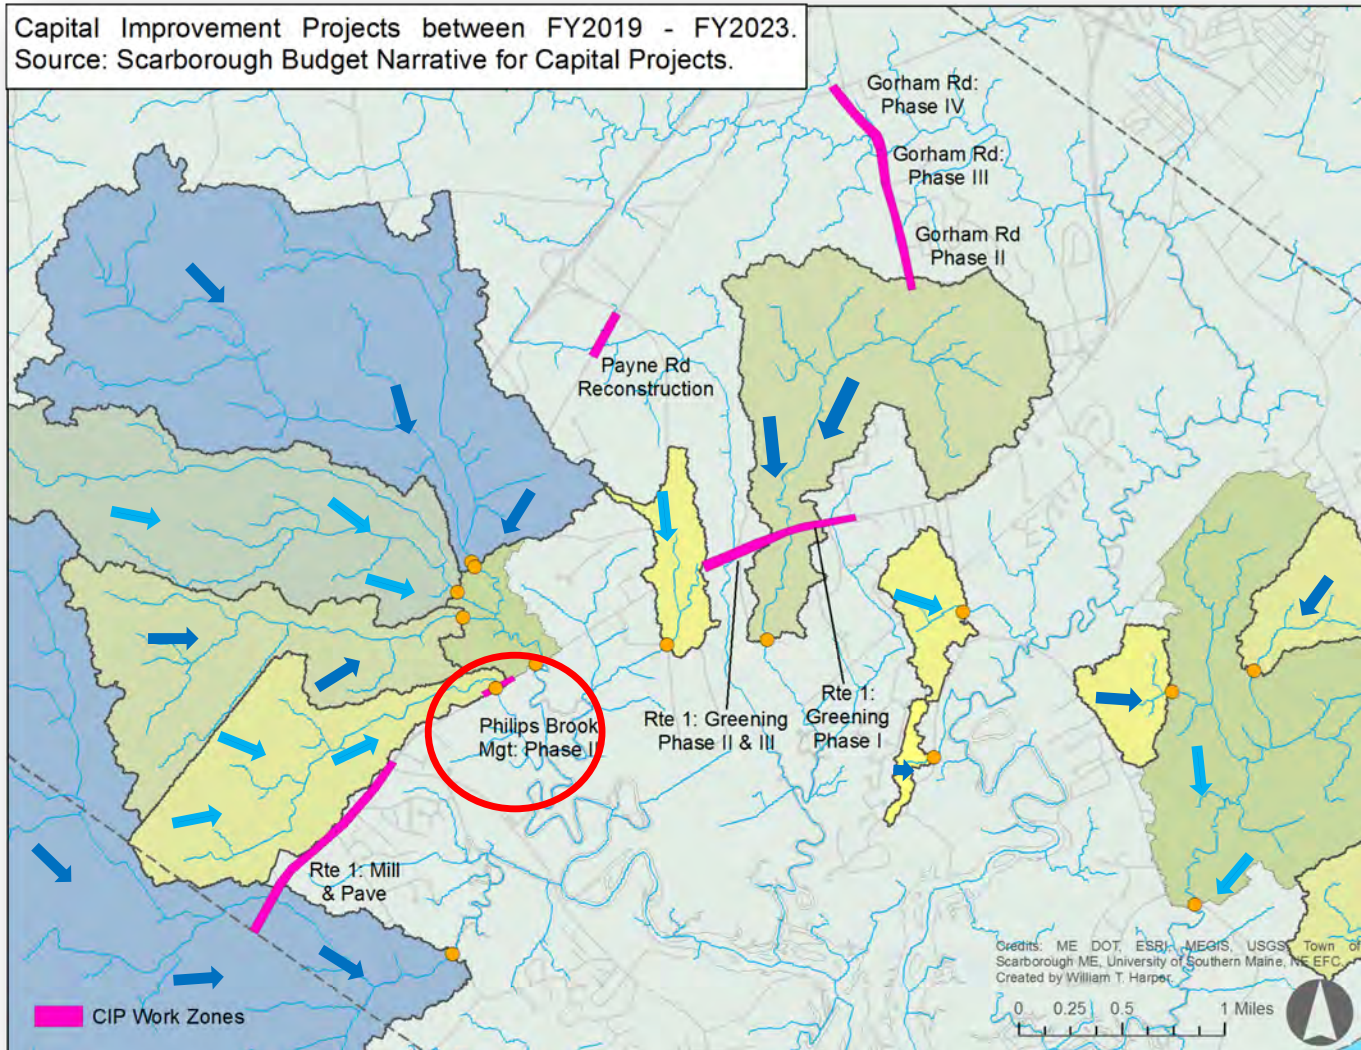 Capital Improvement Projects between FY2019 - FY2023.
Source: Scarborough Budget Narrative for Capital Projects.
Gorham Rd:
Phase IV
Gorham Rd:
Phase III
Gorham Rd
Phase II
Payne Rd
Reconstruction
Rte 1: Greening
Phase II & III
Rte 1:
Greening
Phase I
Philips Brook
Mgt: Phase II
Rte 1: Mill
& Pave
CIP Work Zones
Credits: ME DOT, ESRI, MEGIS, USGS, Town of
Scarborough ME, University of Southern Maine, NE EFC.
Created by William T. Harper.
0 0.25 0.5 1 Miles